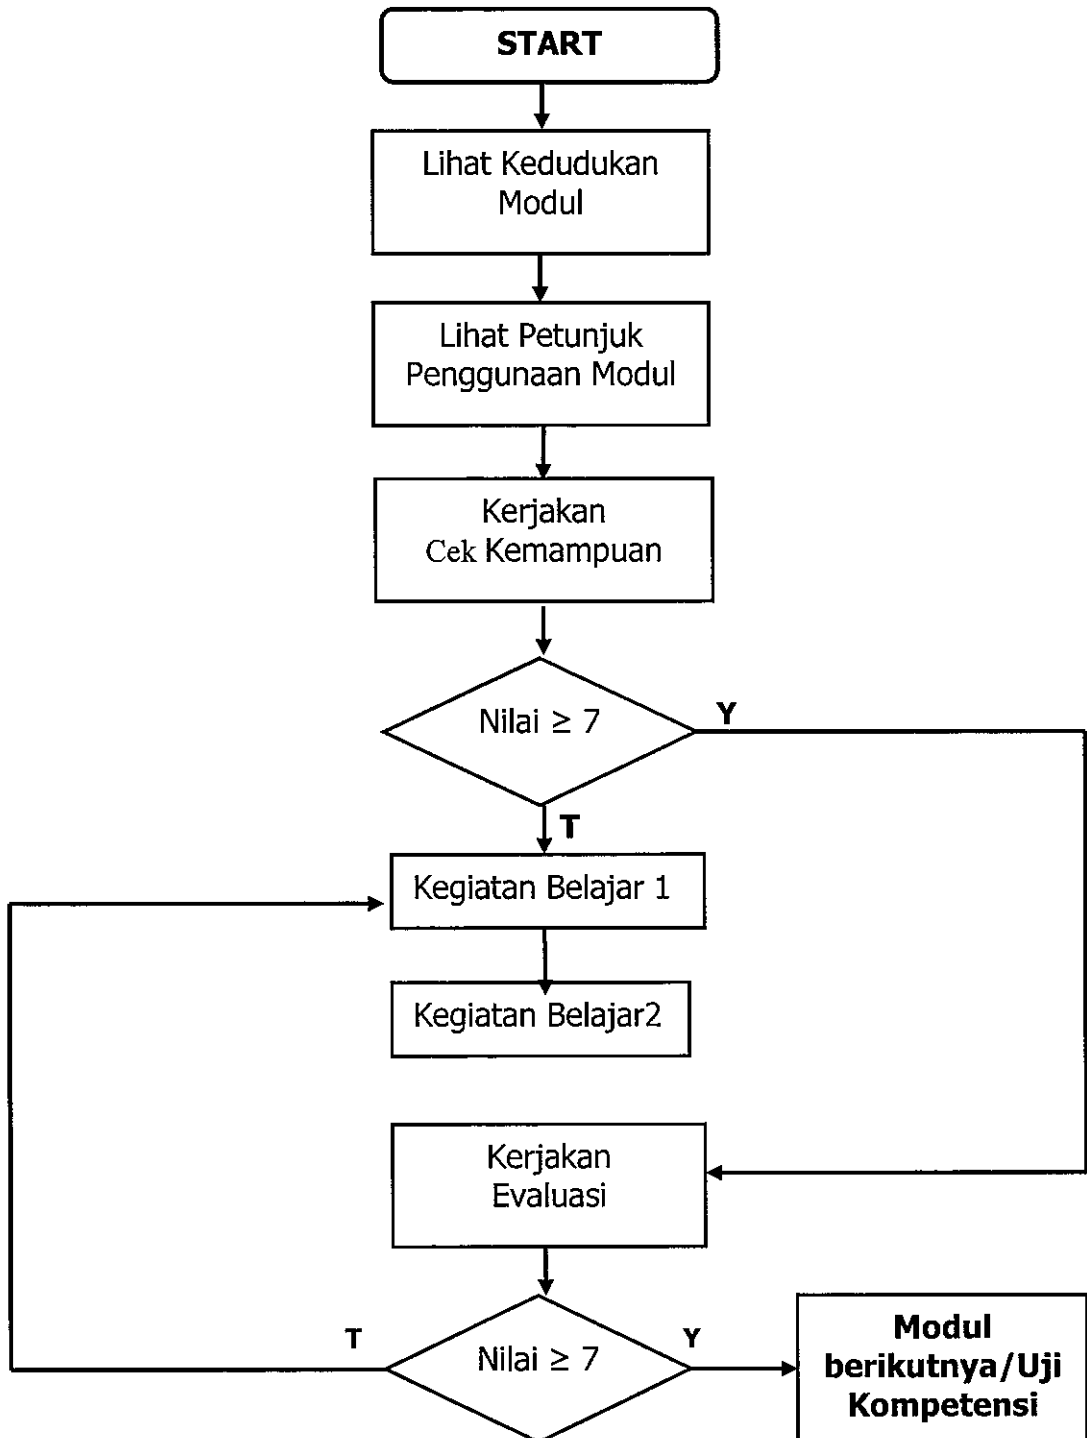 START
Lihat Kedudukan
Modul
Lihat Petunjuk
Penggunaan Modul
Kerjakan
Cek Kemampuan
Nilai ≥ 7
Y
T
Kegiatan Belajar 1
Kegiatan Belajar2
Kerjakan
Evaluasi
T
Nilai ≥ 7
Y
Modul
berikutnya/Uji
Kompetensi